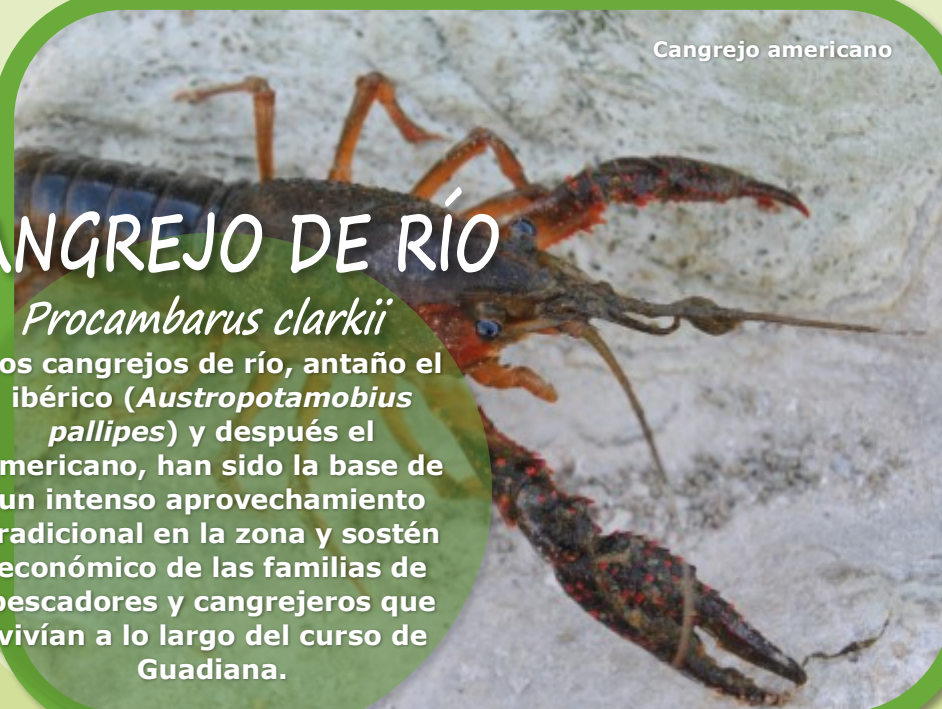 Cangrejo americano
ANGREJO DE RÍO
Procambarus clarkii
os cangrejos de río, antaño el
ibérico (Austropotamobius
pallipes) y después el
mericano, han sido la base de
un intenso aprovechamiento
radicional en la zona y sostén
económico de las familias de
pescadores y cangrejeros que
vivían a lo largo del curso de
Guadiana.